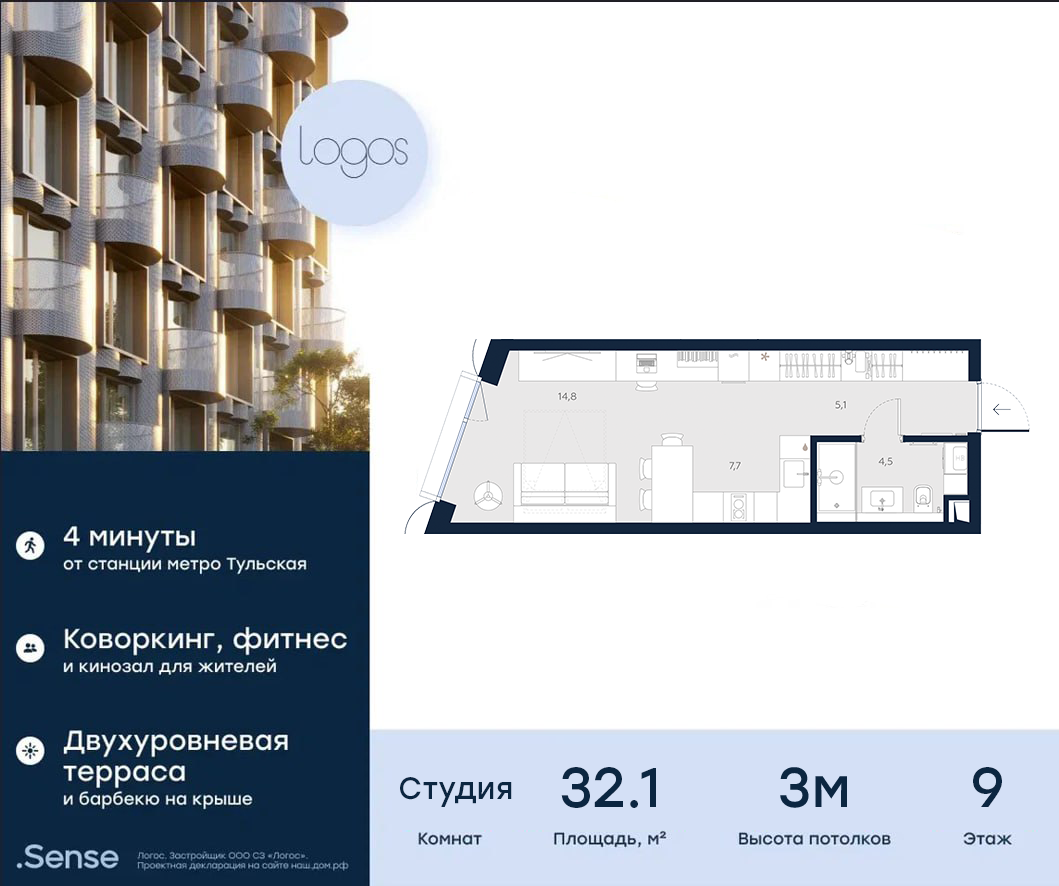 logos
4 минуты
от станции метро Тульская
Коворкинг, фитнес
и кинозал для жителей
Двухуровневая
терраса
и барбекю на крыше
.Sense
Логос. Застройщик ООО СЗ «Логос».
Проектная декларация на сайте наш.дом.рф
14,8
5,1
7,7
4,5
Студия
Комнат
32.1
Площадь, м²
3м
Высота потолков
9
Этаж